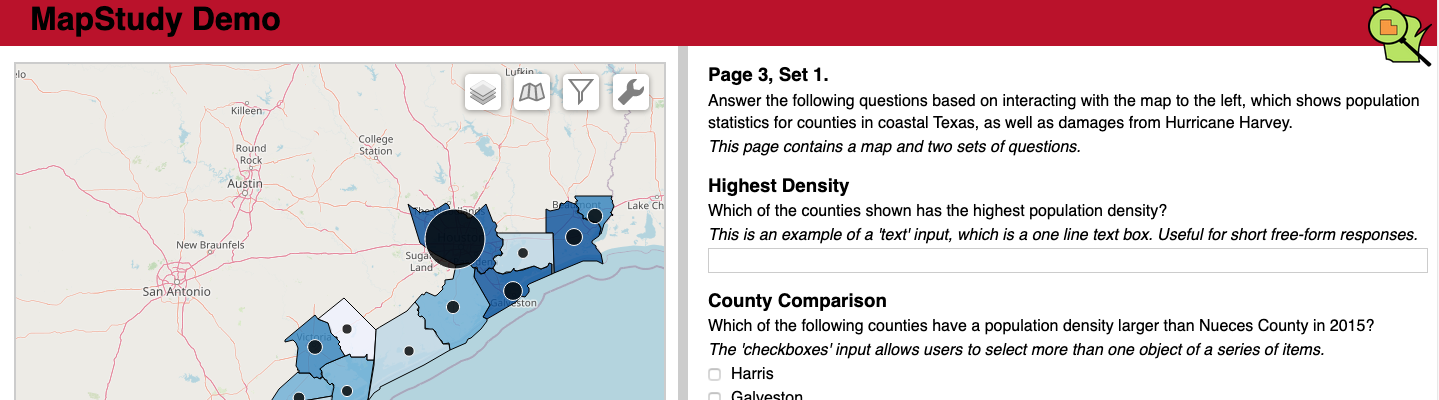 MapStudy Demo
elo
Lufkin
Killeen
College
Station
Round
Rock
Austin
Lake Ch
New Braunfels
Sugar
Land
San Antonio
Galveston
Victoria
Page 3, Set 1.
Answer the following questions based on interacting with the map to the left, which shows population
statistics for counties in coastal Texas, as well as damages from Hurricane Harvey.
This page contains a map and two sets of questions.
Highest Density
Which of the counties shown has the highest population density?
This is an example of a 'text' input, which is a one line text box. Useful for short free-form responses.
County Comparison
Which of the following counties have a population density larger than Nueces County in 2015?
The 'checkboxes' input allows users to select more than one object of a series of items.
Harris
Galveston